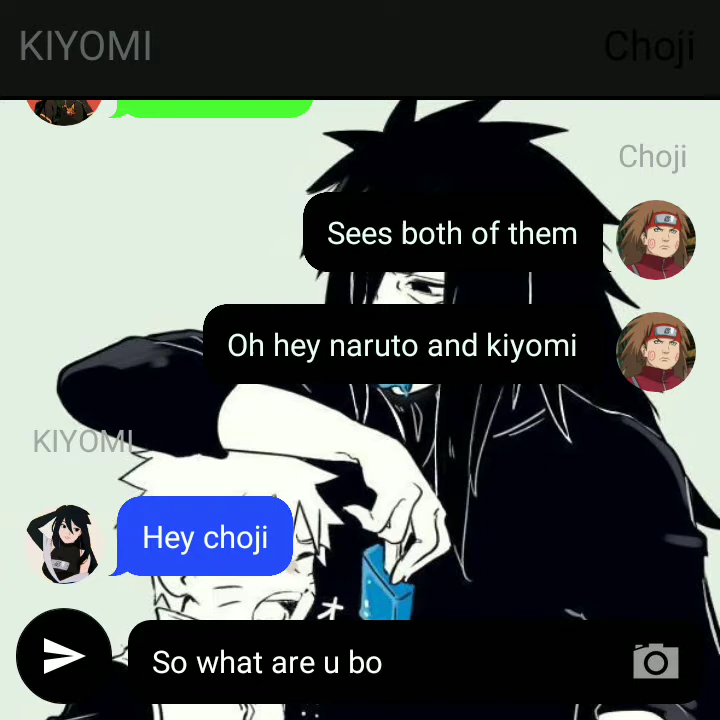 KIYOMI
Choji
Choji
Sees both of them
Oh hey naruto and kiyomi
KIYOMI
Hey choji
オ
So what are u bo